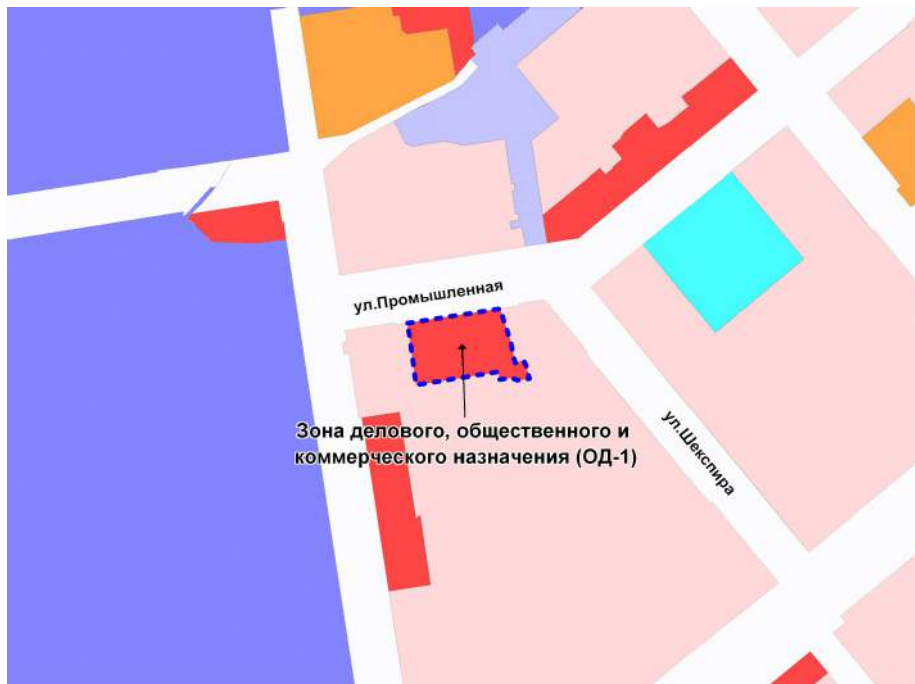 ул.Промышленная
Зона делового, общественного и
коммерческого назначения (ОД-1)
ул.Шекспира